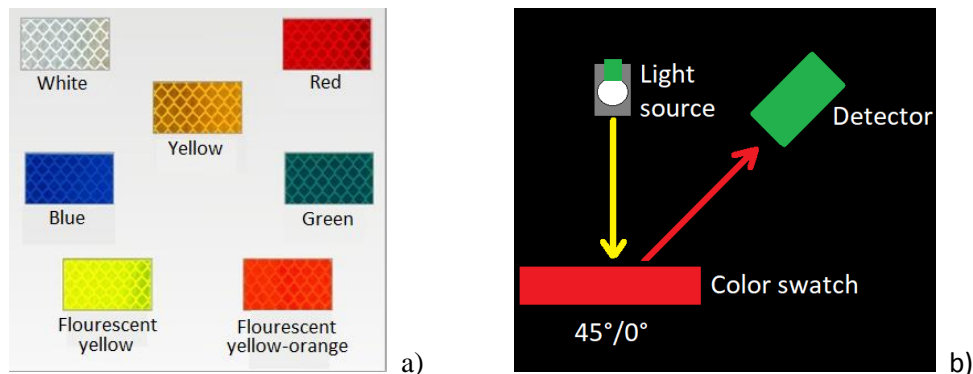 White
Red
Yellow
Blue
Green
Flourescent
yellow
Flourescent
yellow-orange
a)
Light
source
Detector
Color swatch
45°/0°
b)